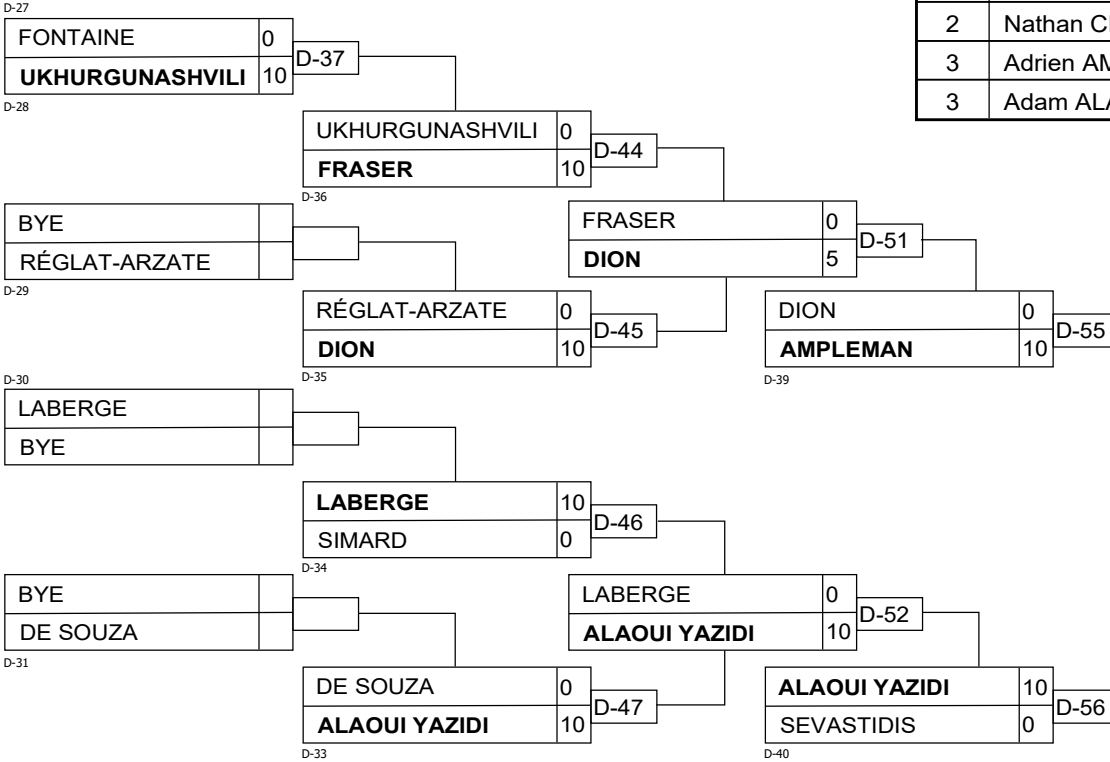 D-27
FONTAINE 0
D-37
UKHURGUNASHVILI 10
D-28
2 Nathan
3 Adrien
3 Adam
UKHURGUNASHVILI 0
D-44
FRASER 10
D-36
BYE
RÉGLAT-ARZATE
D-29
FRASER 0
D-51
DION 5
RÉGLAT-ARZATE 0
D-45
DION 10
D-35
DION 0
D-55
AMPLEMAN 10
D-39
D-30
LABERGE
BYE
LABERGE 10
D-46
SIMARD 0
D-34
BYE
DE SOUZA
D-31
LABERGE 0
D-52
ALAOUI YAZIDI 10
DE SOUZA 0
D-47
ALAOUI YAZIDI 10
D-33
ALAOUI YAZIDI 10
D-56
SEVASTIDIS 0
D-40